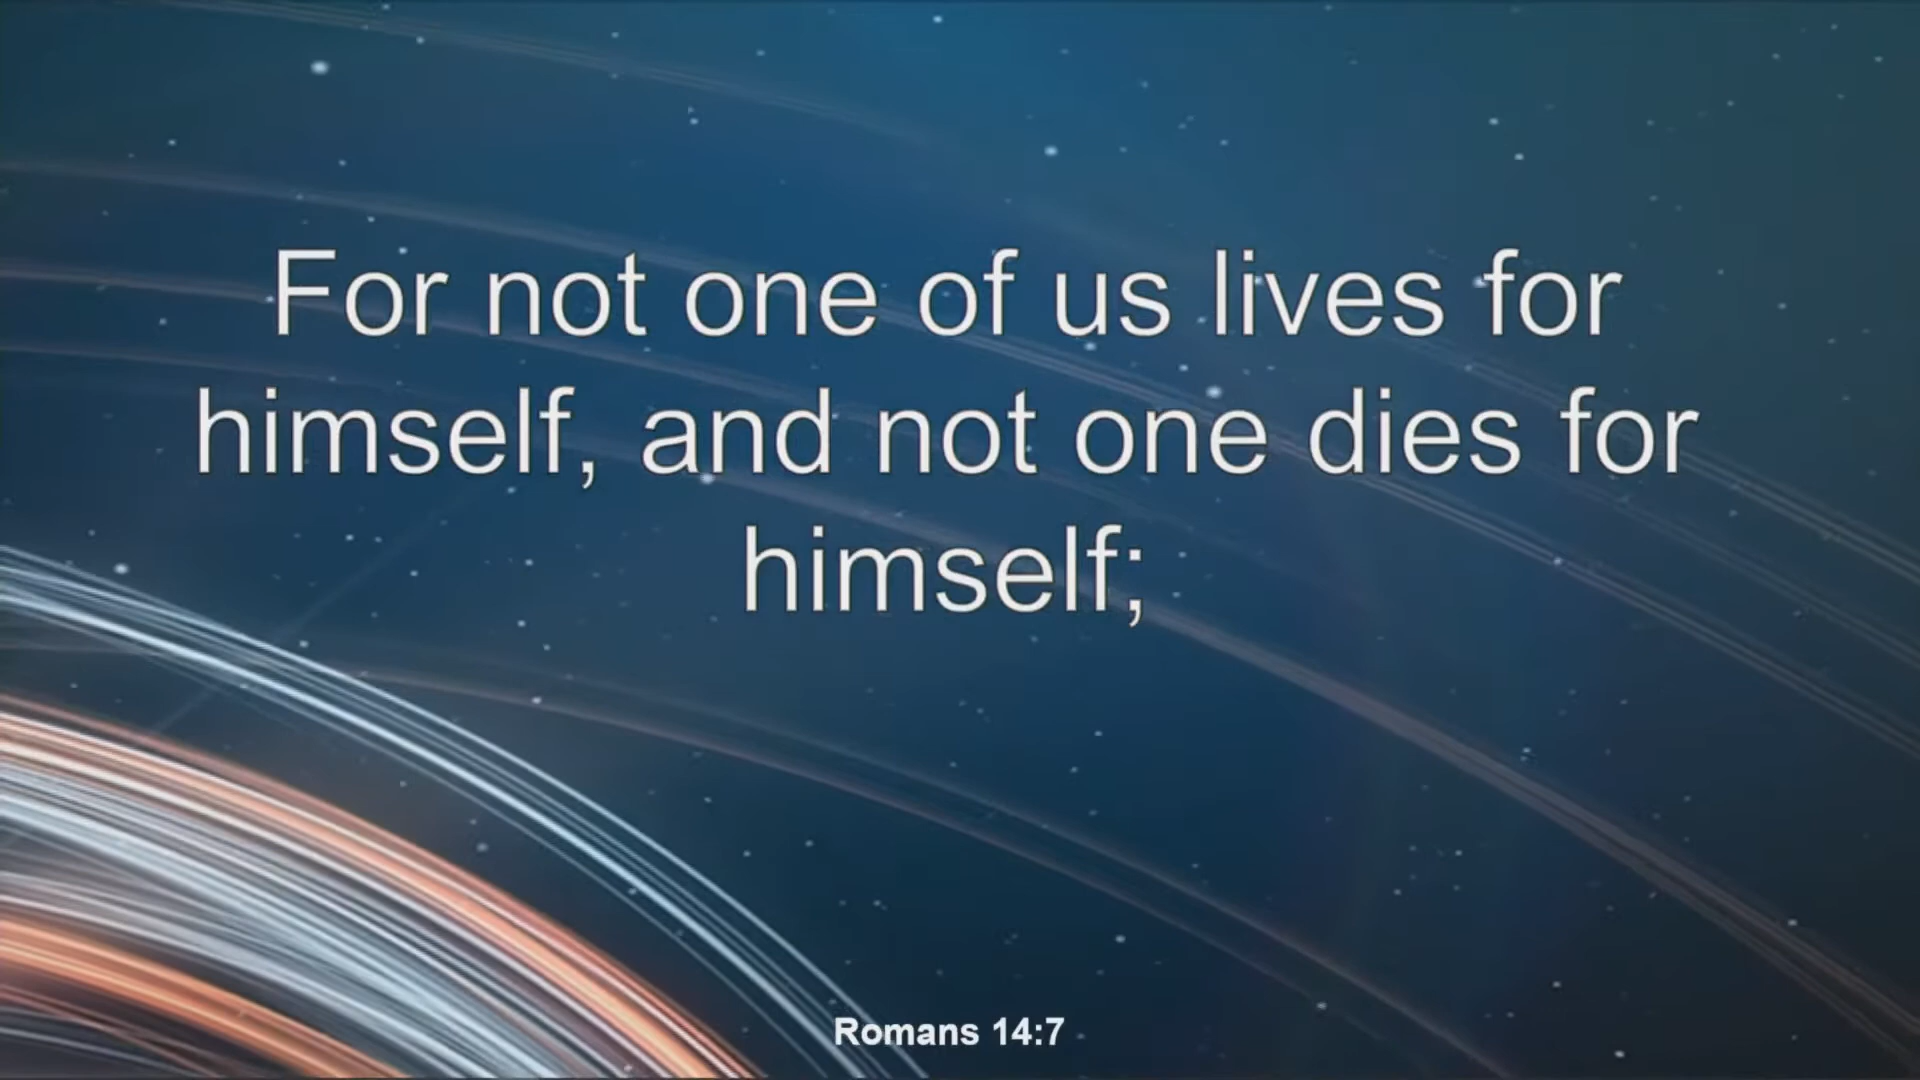 For not one of us lives for
himself, and not one dies for
himself;
Romans 14:7